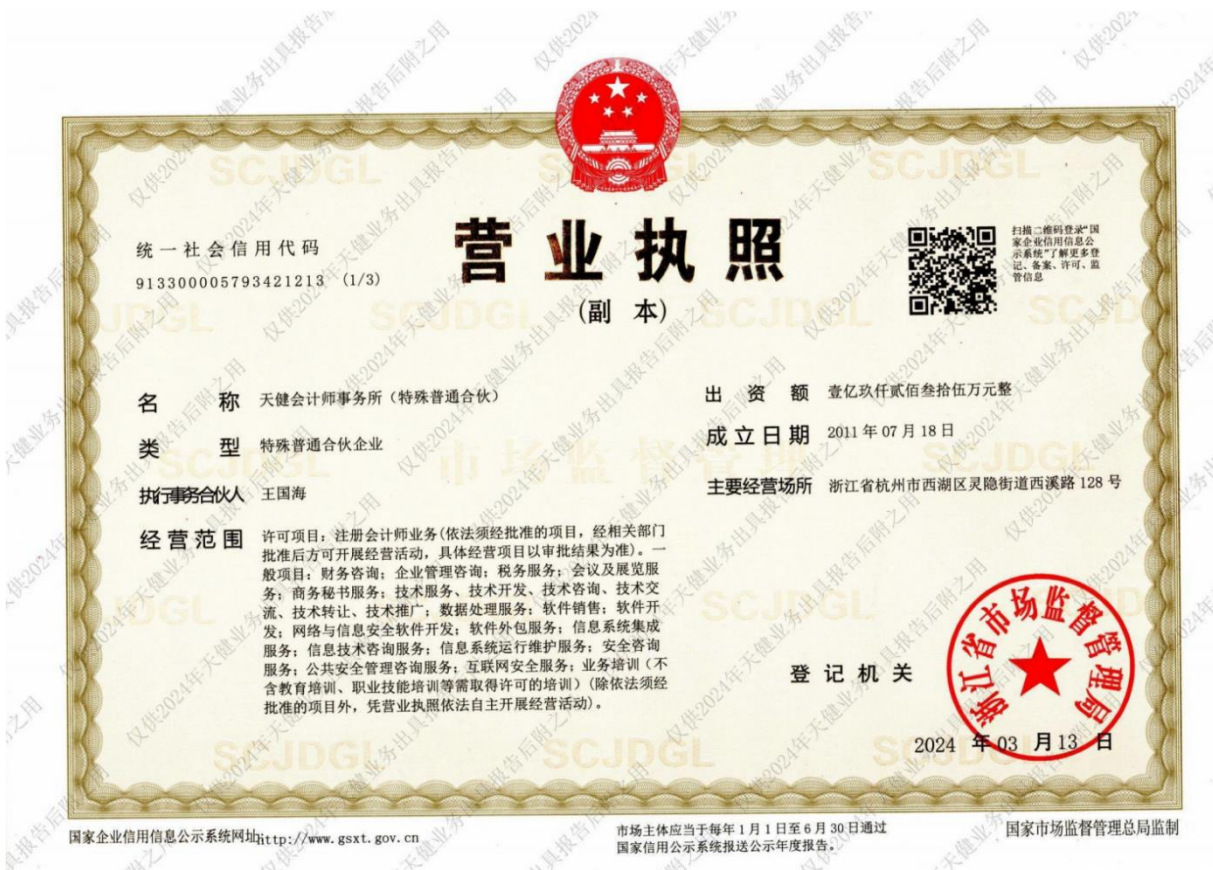 统一社会信用代码
913300005793421213 (1/3)
营业执照
(副 本)
扫描二维码登录“国
家企业信用信息公
示系统”了解更多登
记、备案、许可、监
管信息
名 称 天健会计师事务所（特殊普通合伙）
类 型 特殊普通合伙企业
执行事务合伙人 王国海
经营范围 许可项目：注册会计师业务(依法须经批准的项目，经相关部门
批准后方可开展经营活动，具体经营项目以审批结果为准)。一
般项目：财务咨询；企业管理咨询；税务服务；会议及展览服
务；商务秘书服务；技术服务、技术开发、技术咨询、技术交
流、技术转让、技术推广；数据处理服务；软件销售；软件开
发；网络与信息安全软件开发；软件外包服务；信息系统集成
服务；信息技术咨询服务；信息系统运行维护服务；安全咨询
服务；公共安全管理咨询服务；互联网安全服务；业务培训（不
含教育培训、职业技能培训等需取得许可的培训）(除依法须经
批准的项目外，凭营业执照依法自主开展经营活动)。
出 资 额 壹亿玖仟贰佰叁拾伍万元整
成立日期 2011年07月18日
主要经营场所 浙江省杭州市西湖区灵隐街道西溪路128号
登记机关
浙江省市场监督管理局
2024 年 03 月 13 日
国家企业信用信息公示系统网址http://www.gsxt.gov.cn
市场主体应当于每年1月1日至6月30日通过
国家信用公示系统报送公示年度报告。
国家市场监督管理总局监制
SCJDGL
市场监督管理
仅供2024年天健业务出具报告后附之用